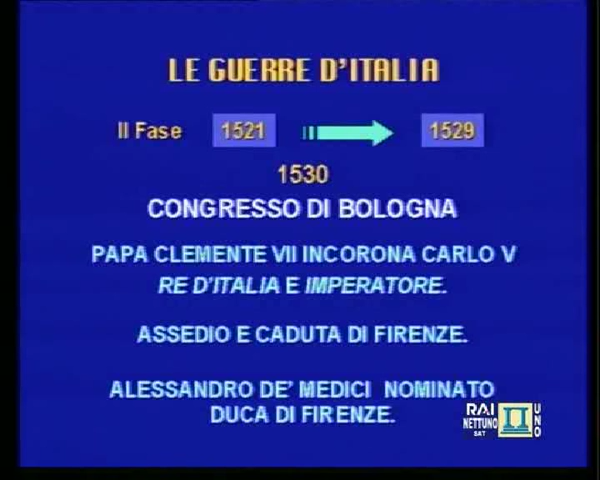 LE GUERRE D'ITALIA
II Fase 1521 1529
1530
CONGRESSO DI BOLOGNA
PAPA CLEMENTE VII INCORONA CARLO V
RE D'ITALIA E IMPERATORE.
ASSEDIO E CADUTA DI FIRENZE.
ALESSANDRO DE' MEDICI NOMINATO
DUCA DI FIRENZE.
RAI
NETTUNO
SAT
UNO